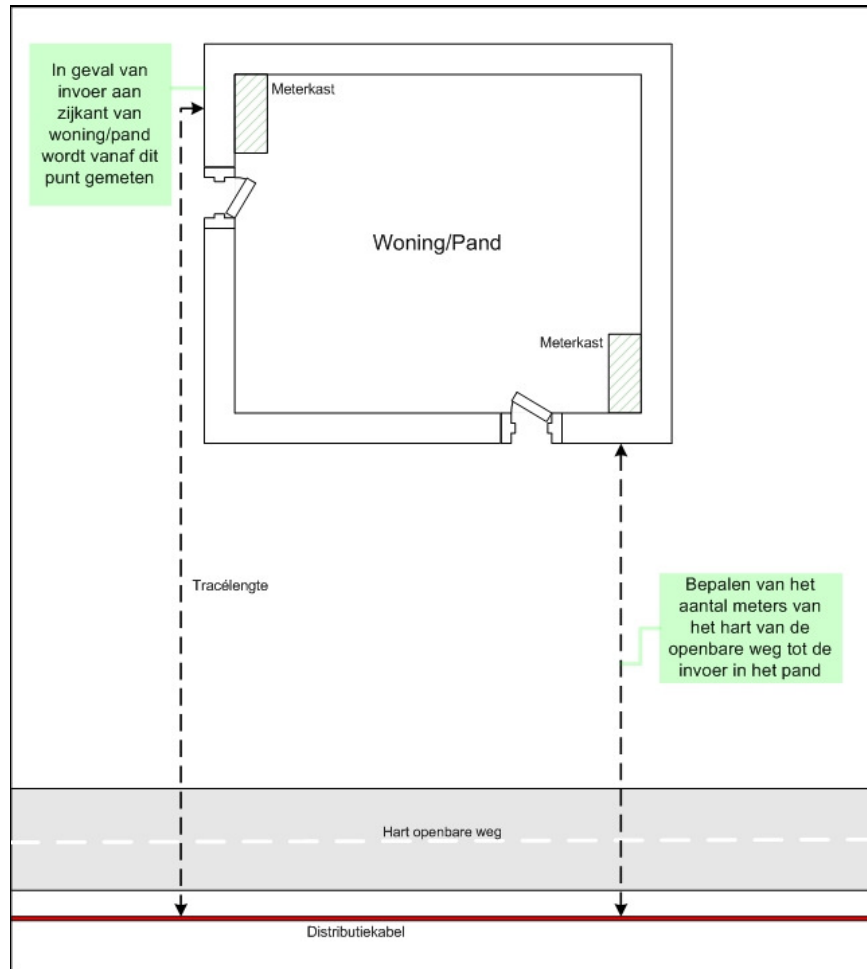 In geval van
invoer aan
zijkant van
woning/pand
wordt vanaf dit
punt gemeten
Meterkast
Woning/Pand
Meterkast
Tracélengte
Bepalen van het
aantal meters van
het hart van de
openbare weg tot de
invoer in het pand
Hart openbare weg
Distributiekabel